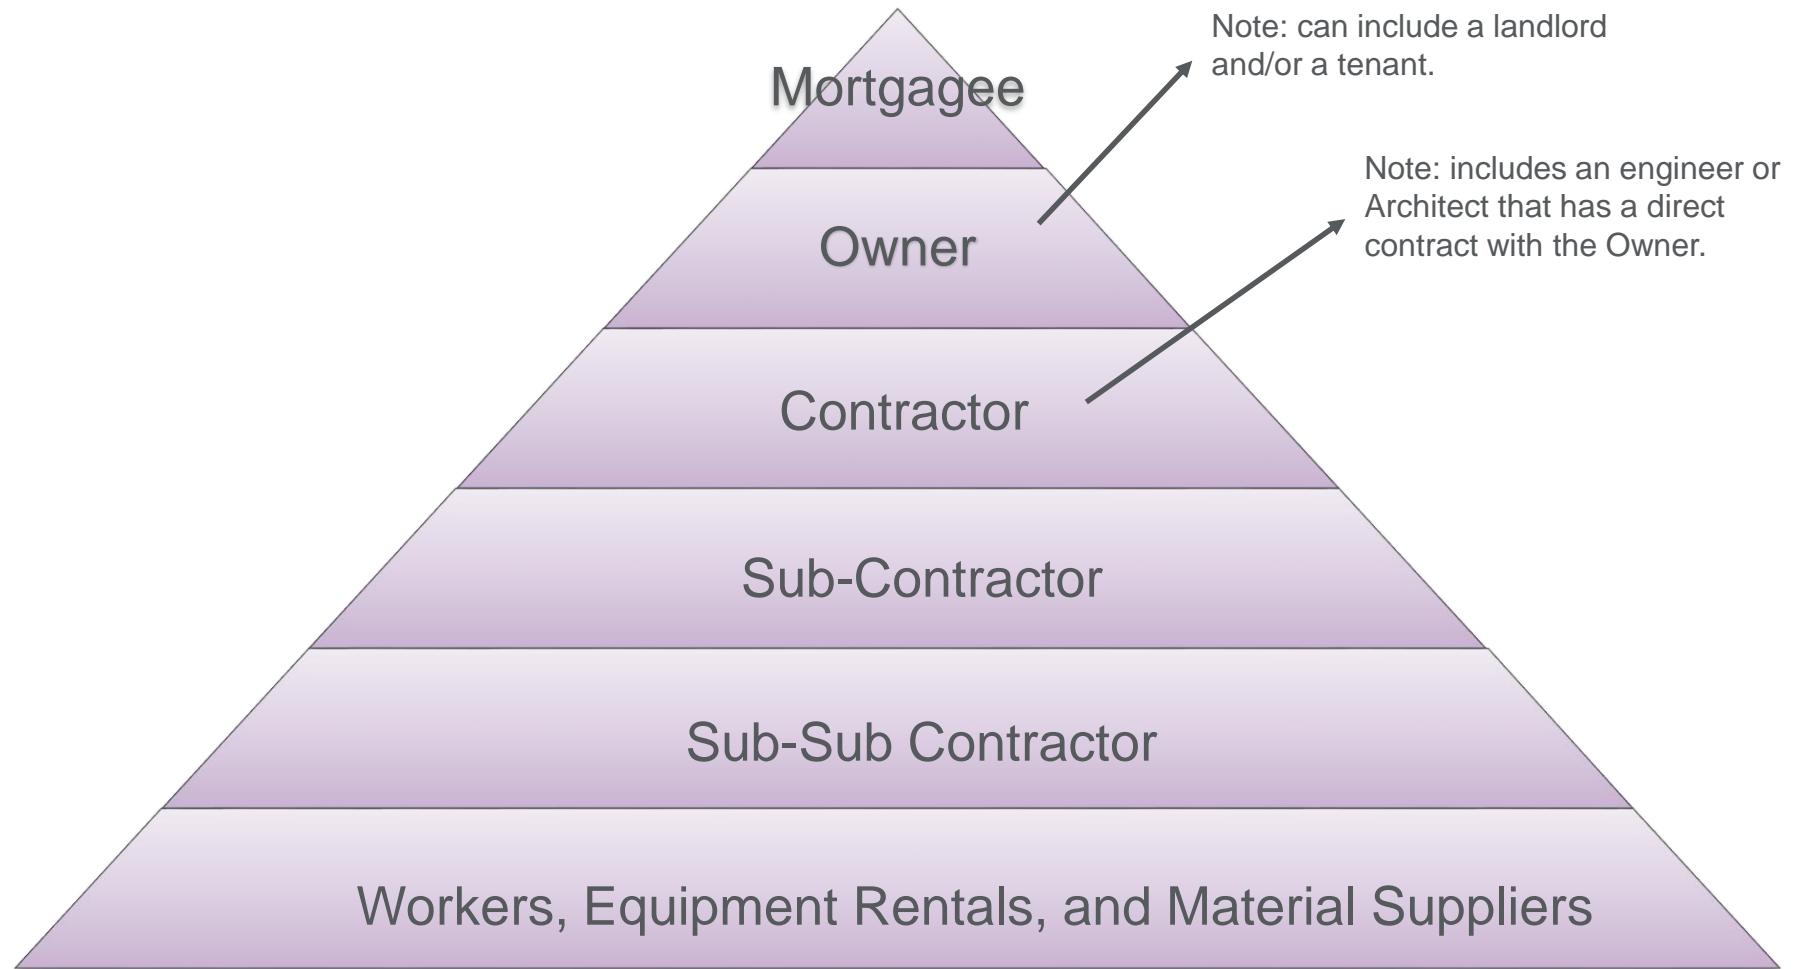 Mortgagee
Note: can include a landlord
and/or a tenant.
Owner
Note: includes an engineer or
Architect that has a direct
contract with the Owner.
Contractor
Sub-Contractor
Sub-Sub Contractor
Workers, Equipment Rentals, and Material Suppliers